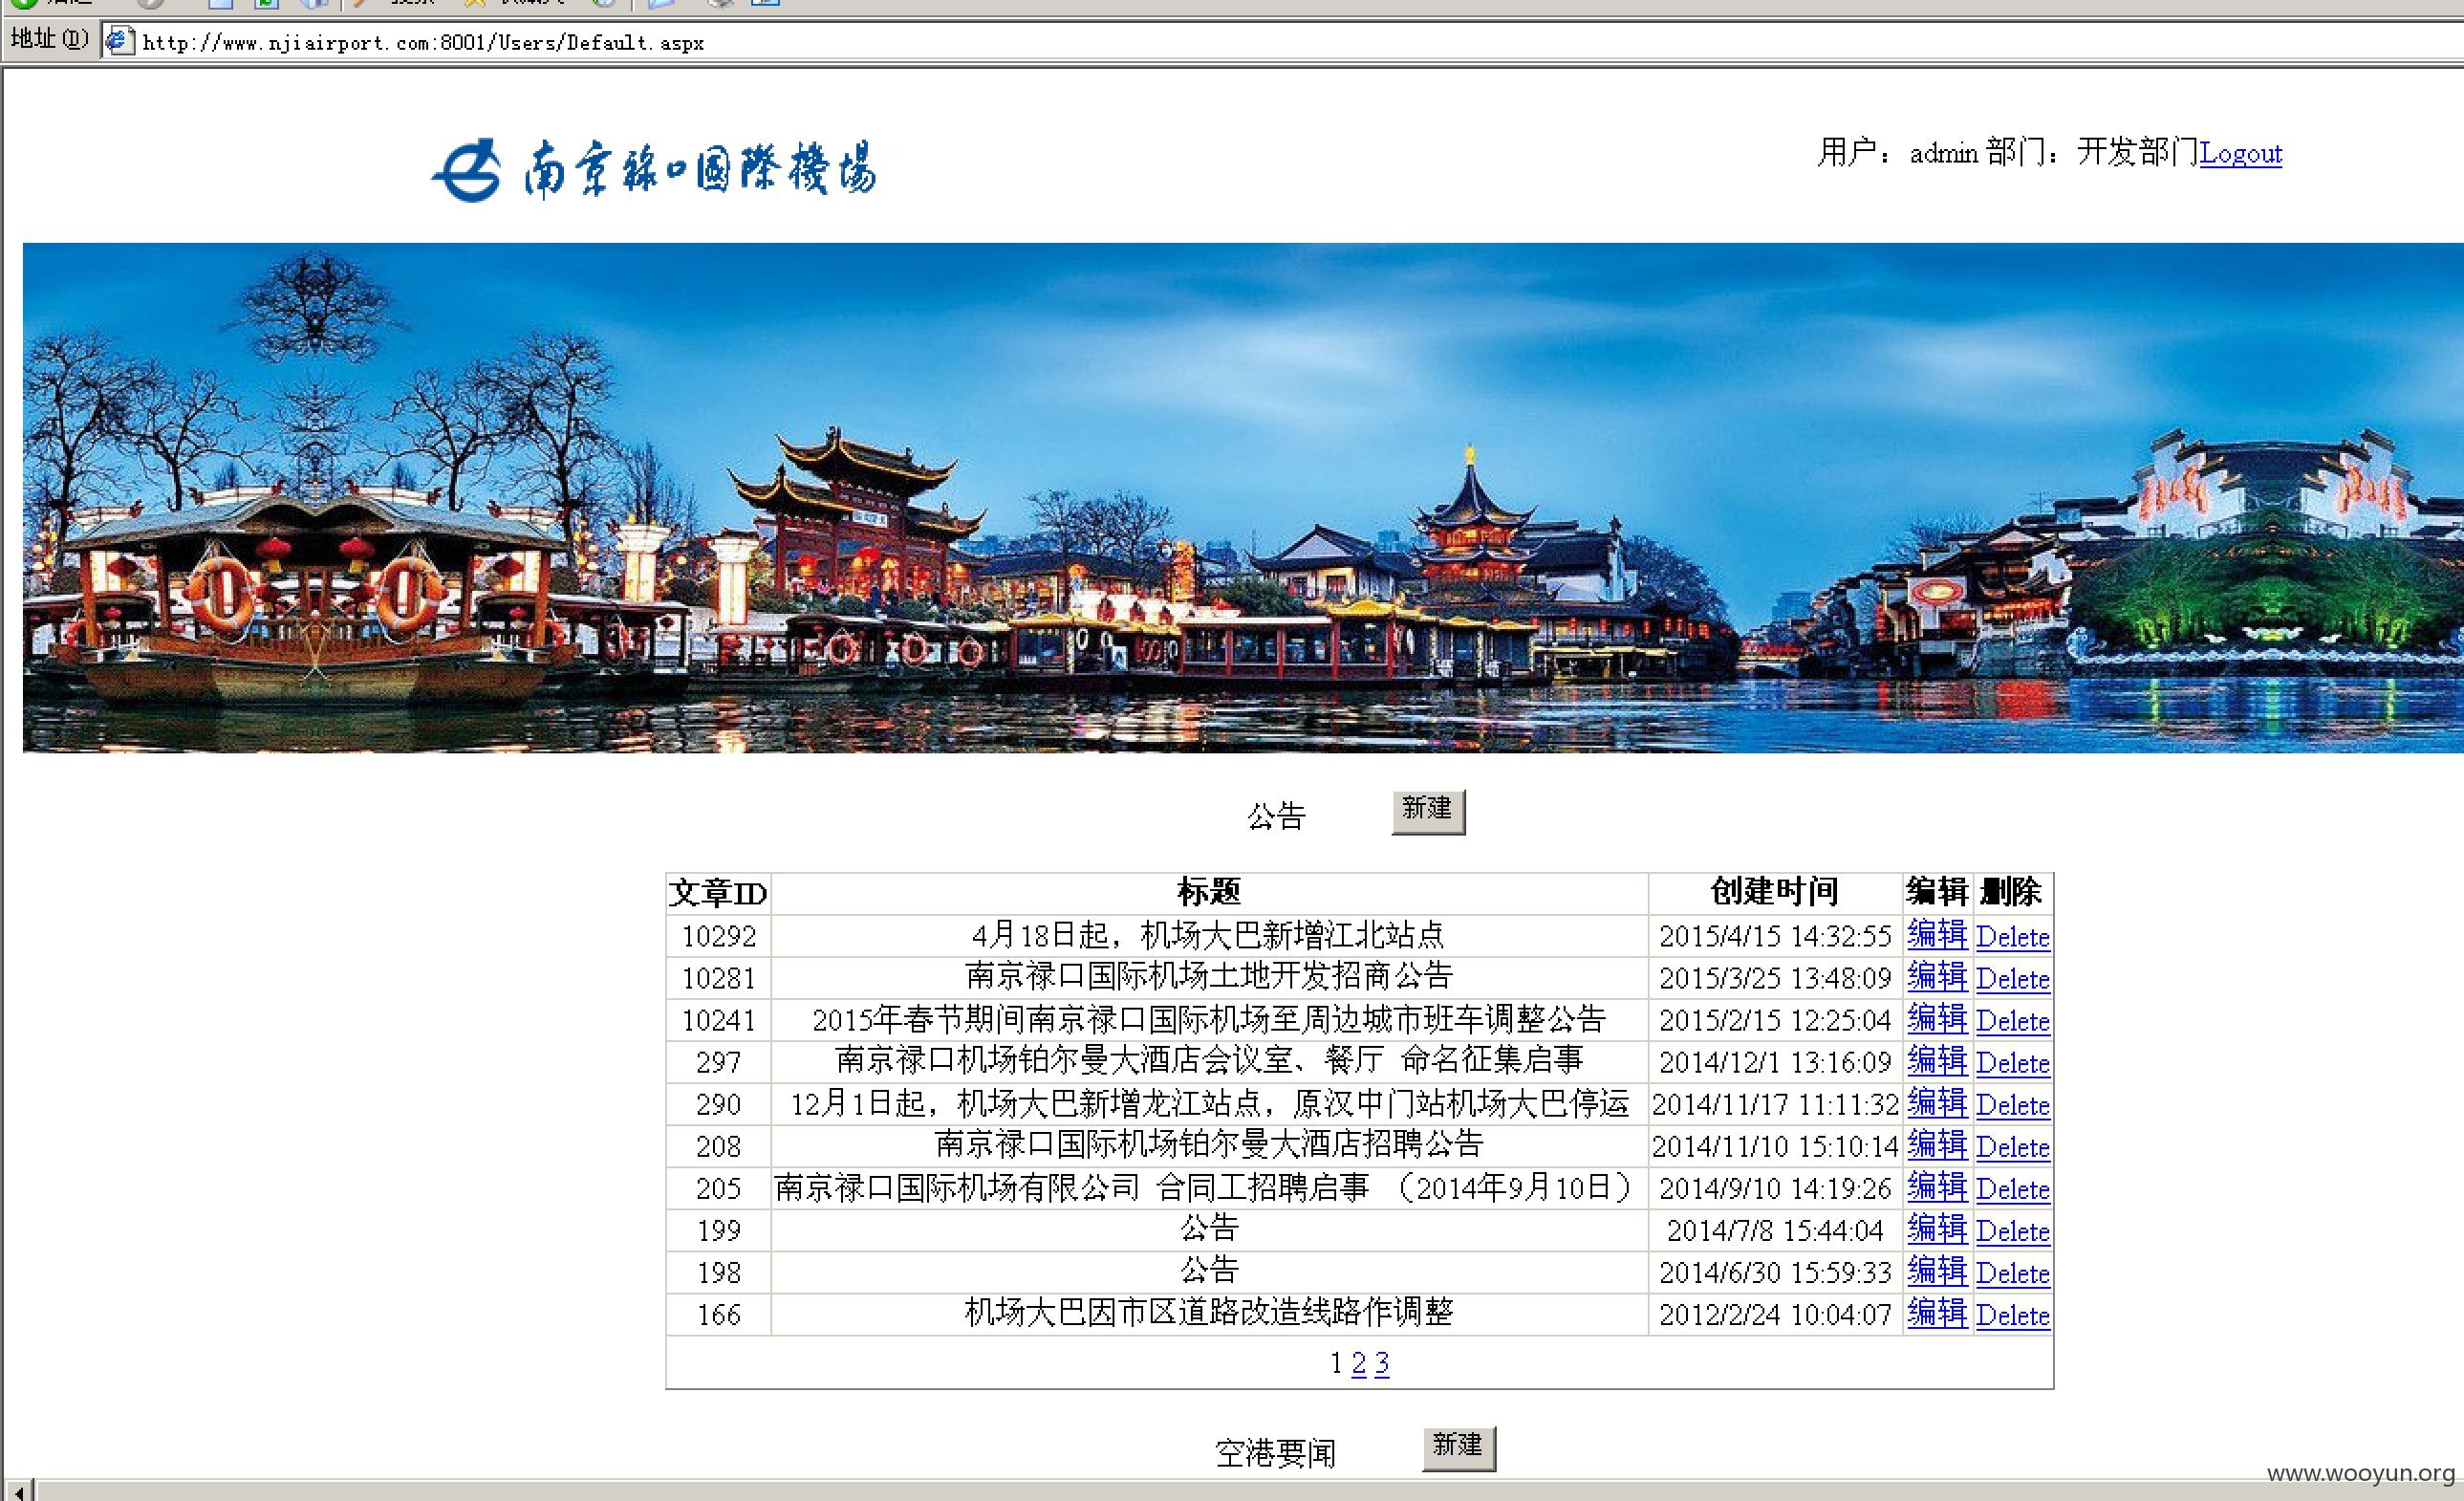 地址(D) http://www.njiairport.com:8001/Users/Default.aspx
南京禄口國際機場
用户：admin 部门：开发部门Logout
公告 新建
文章ID 标题 创建时间 编辑 删除
10292 4月18日起，机场大巴新增江北站点 2015/4/15 14:32:55 编辑 Delete
10281 南京禄口国际机场土地开发招商公告 2015/3/25 13:48:09 编辑 Delete
10241 2015年春节期间南京禄口国际机场至周边城市班车调整公告 2015/2/15 12:25:04 编辑 Delete
297 南京禄口机场铂尔曼大酒店会议室、餐厅 命名征集启事 2014/12/1 13:16:09 编辑 Delete
290 12月1日起，机场大巴新增龙江站点，原汉中门站机场大巴停运 2014/11/17 11:11:32 编辑 Delete
208 南京禄口国际机场铂尔曼大酒店招聘公告 2014/11/10 15:10:14 编辑 Delete
205 南京禄口国际机场有限公司 合同工招聘启事 （2014年9月10日） 2014/9/10 14:19:26 编辑 Delete
199 公告 2014/7/8 15:44:04 编辑 Delete
198 公告 2014/6/30 15:59:33 编辑 Delete
166 机场大巴因市区道路改造线路作调整 2012/2/24 10:04:07 编辑 Delete
1 2 3
空港要闻 新建
www.wooyun.org